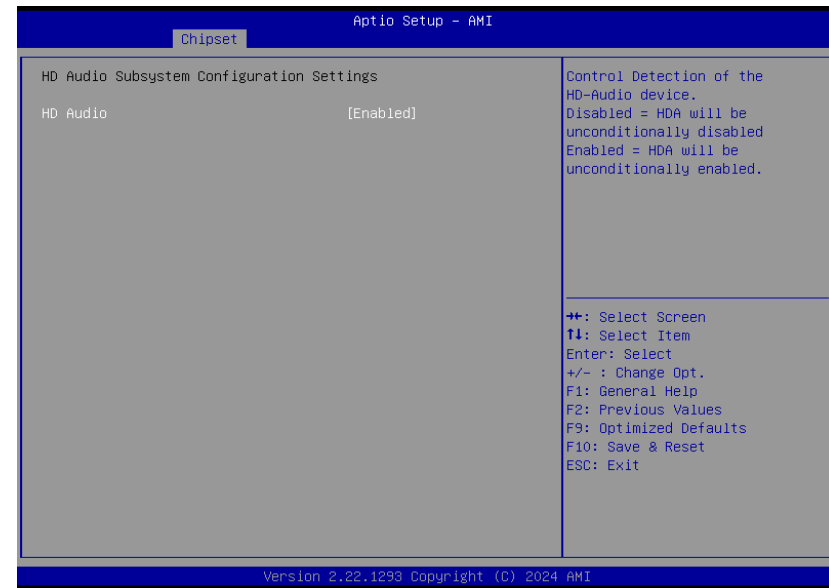 Aptio Setup – AMI
Chipset
HD Audio Subsystem Configuration Settings
HD Audio [Enabled]
Control Detection of the
HD-Audio device.
Disabled = HDA will be
unconditionally disabled
Enabled = HDA will be
unconditionally enabled.
→←: Select Screen
↑↓: Select Item
Enter: Select
+/- : Change Opt.
F1: General Help
F2: Previous Values
F9: Optimized Defaults
F10: Save & Reset
ESC: Exit
Version 2.22.1293 Copyright (C) 2024 AMI